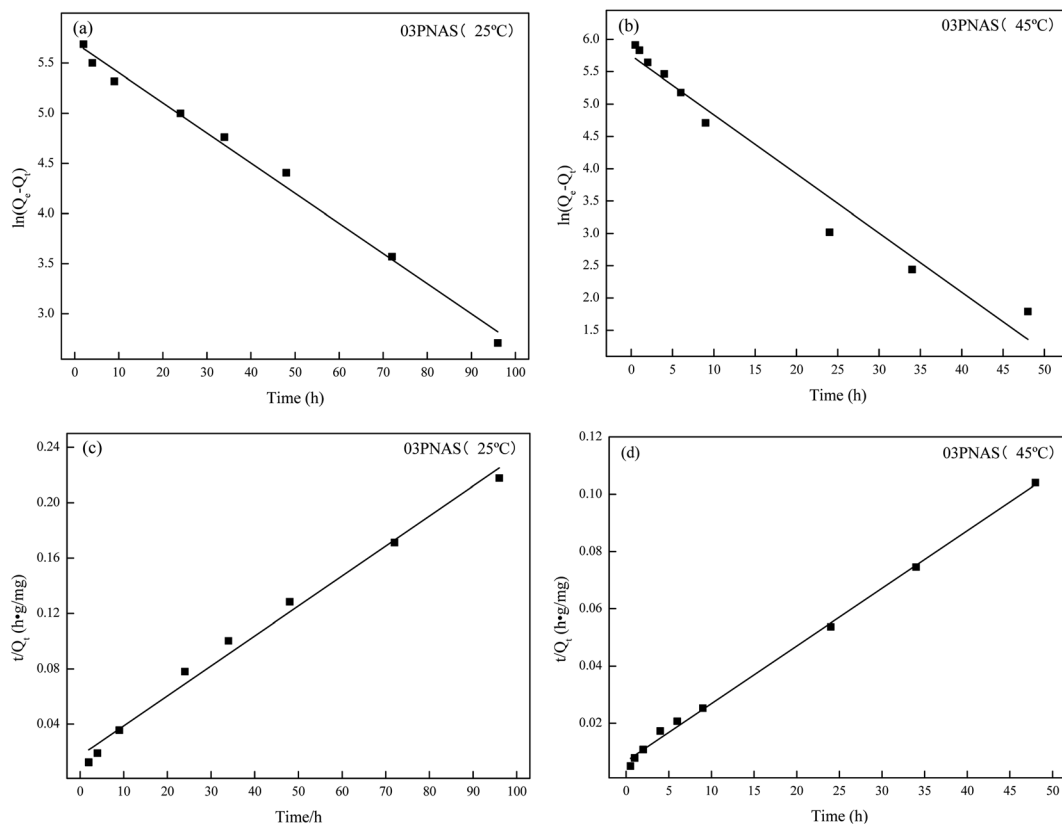 (a)
03PNAS( 25ºC)
5.5
5.0
4.5
4.0
3.5
3.0
ln(Qe-Qt)
0 10 20 30 40 50 60 70 80 90 100
Time (h)
(b)
03PNAS( 45ºC)
6.0
5.5
5.0
4.5
4.0
3.5
3.0
2.5
2.0
1.5
ln(Qe-Qt)
0 5 10 15 20 25 30 35 40 45 50
Time (h)
(c)
03PNAS( 25ºC)
0.24
0.20
0.16
0.12
0.08
0.04
t/Qt (h•g/mg)
0 10 20 30 40 50 60 70 80 90 100
Time/h
(d)
03PNAS( 45ºC)
0.12
0.10
0.08
0.06
0.04
0.02
t/Qt (h•g/mg)
0 5 10 15 20 25 30 35 40 45 50
Time (h)